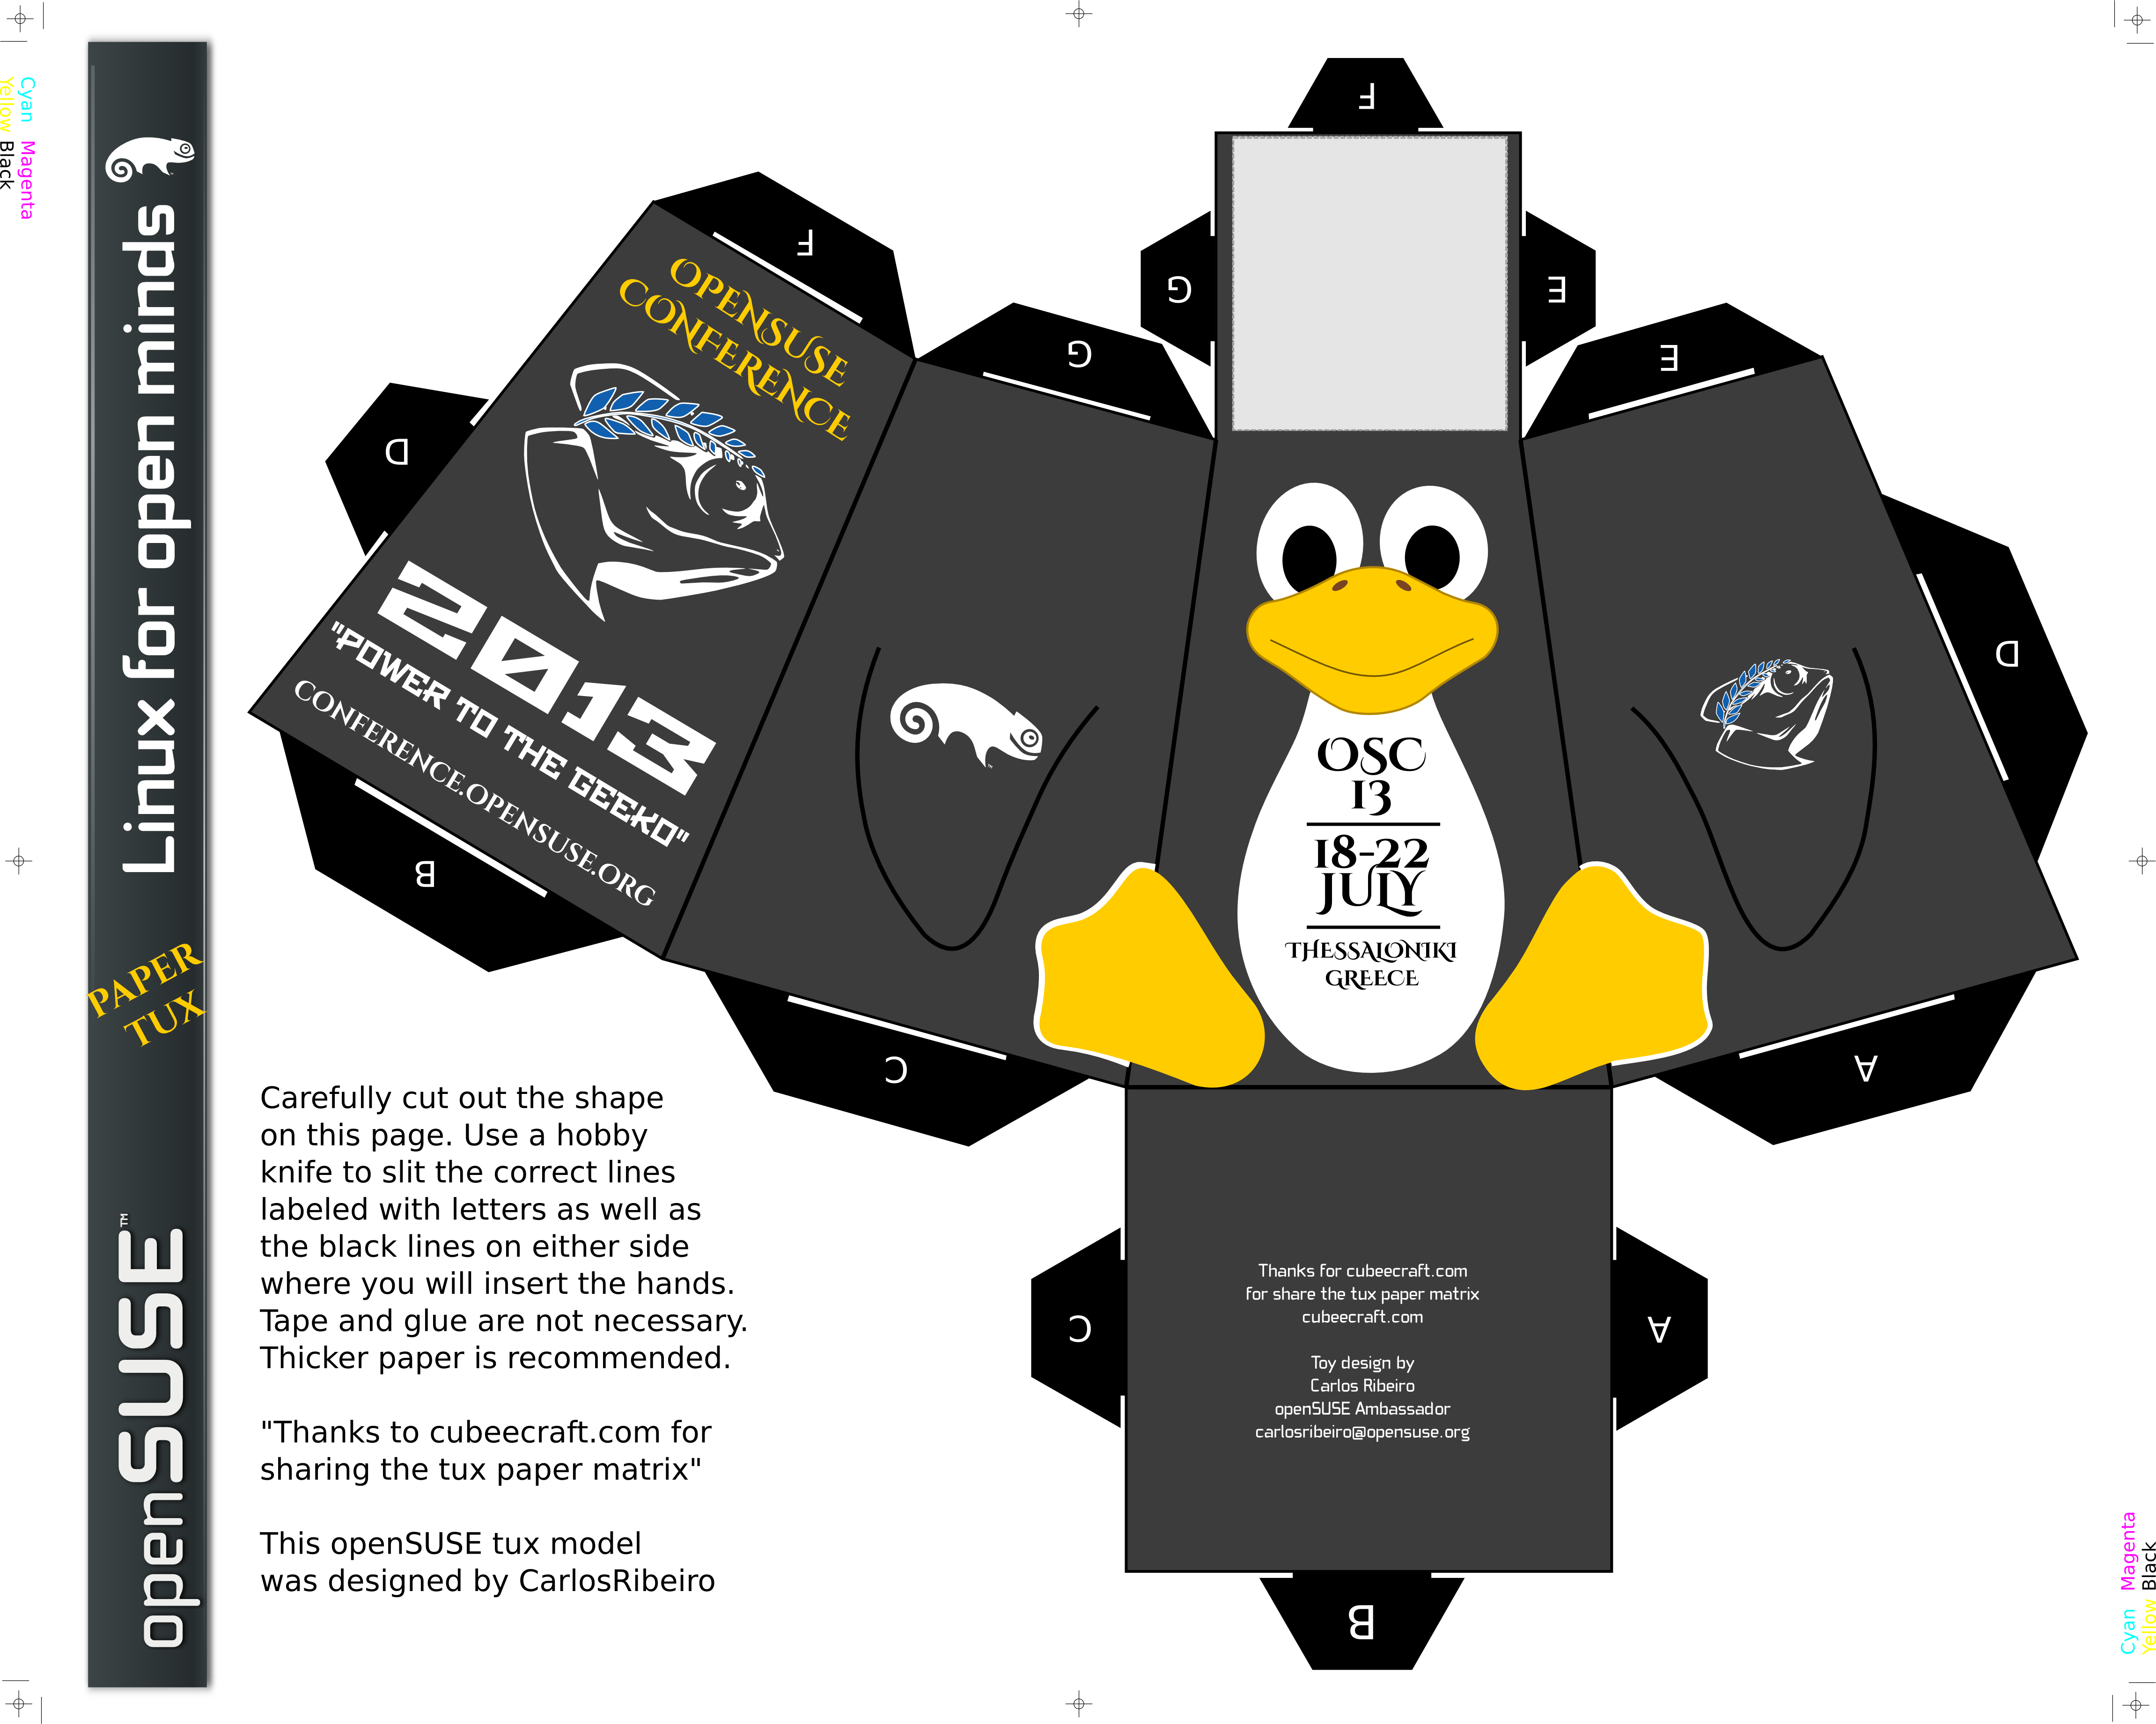 Cyan Magenta
Yellow Black
Linux for open minds
PAPER
TUX
openSUSE™
F
F
OPENSUSE
CONFERENCE
G
E
G
E
D
D
2013
"POWER TO THE GEEKO"
CONFERENCE.OPENSUSE.ORG
B
OSC
13
18-22
JULY
THESSALONIKI
GREECE
C
A
Carefully cut out the shape
on this page. Use a hobby
knife to slit the correct lines
labeled with letters as well as
the black lines on either side
where you will insert the hands.
Tape and glue are not necessary.
Thicker paper is recommended.
"Thanks to cubeecraft.com for
sharing the tux paper matrix"
This openSUSE tux model
was designed by CarlosRibeiro
C
A
Thanks for cubeecraft.com
for share the tux paper matrix
cubeecraft.com
Toy design by
Carlos Ribeiro
openSUSE Ambassador
carlosribeiro@opensuse.org
B
Cyan Magenta
Yellow Black